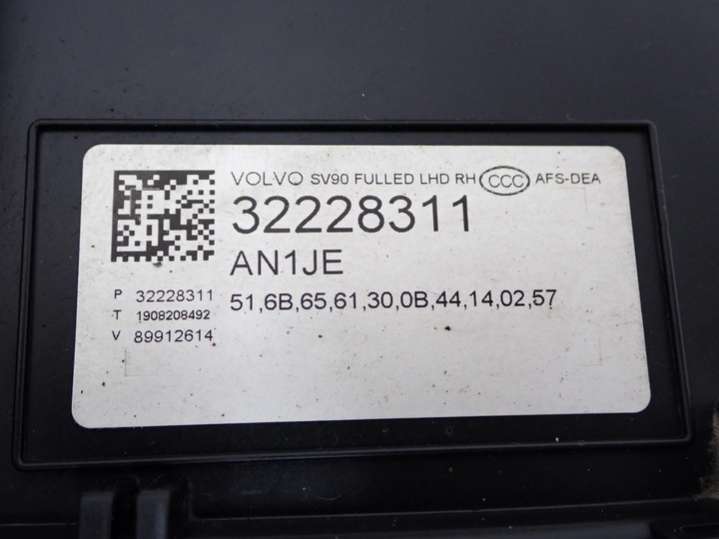 VOLVO SV90 FULLED LHD RH CCC AFS-DEA
32228311
AN1JE
P 32228311
T 1908208492
V 89912614
51,6B,65,61,30,0B,44,14,02,57